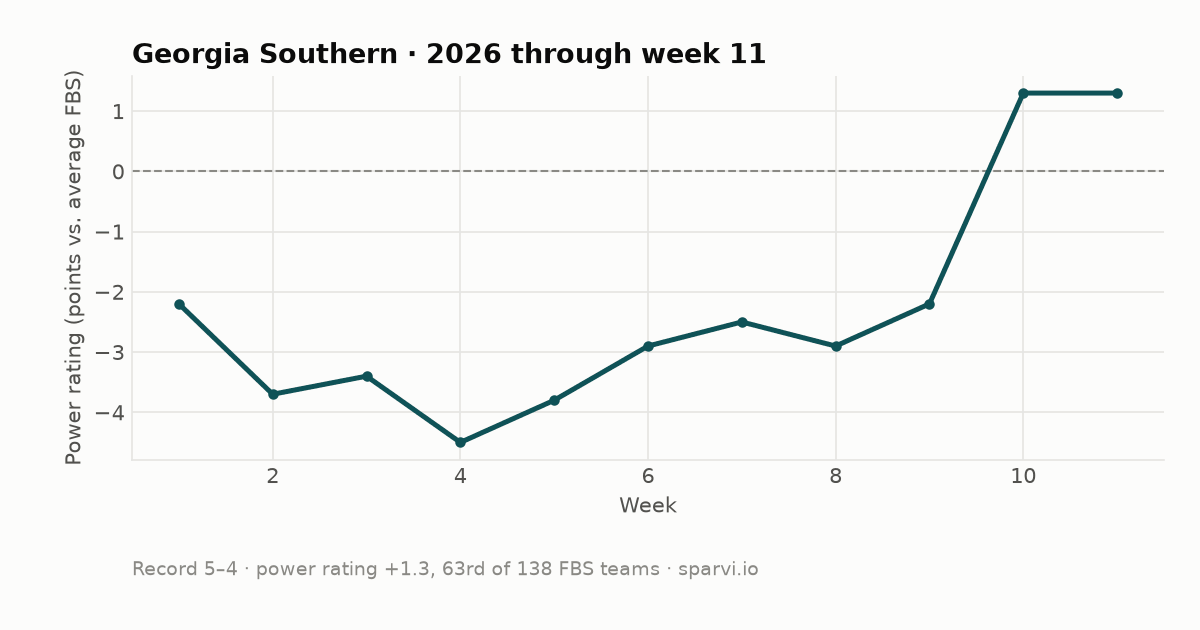 Georgia Southern · 2026 through week 11
Power rating (points vs. average FBS)
1
0
−1
−2
−3
−4
2 4 6 8 10
Week
Record 5–4 · power rating +1.3, 63rd of 138 FBS teams · sparvi.io